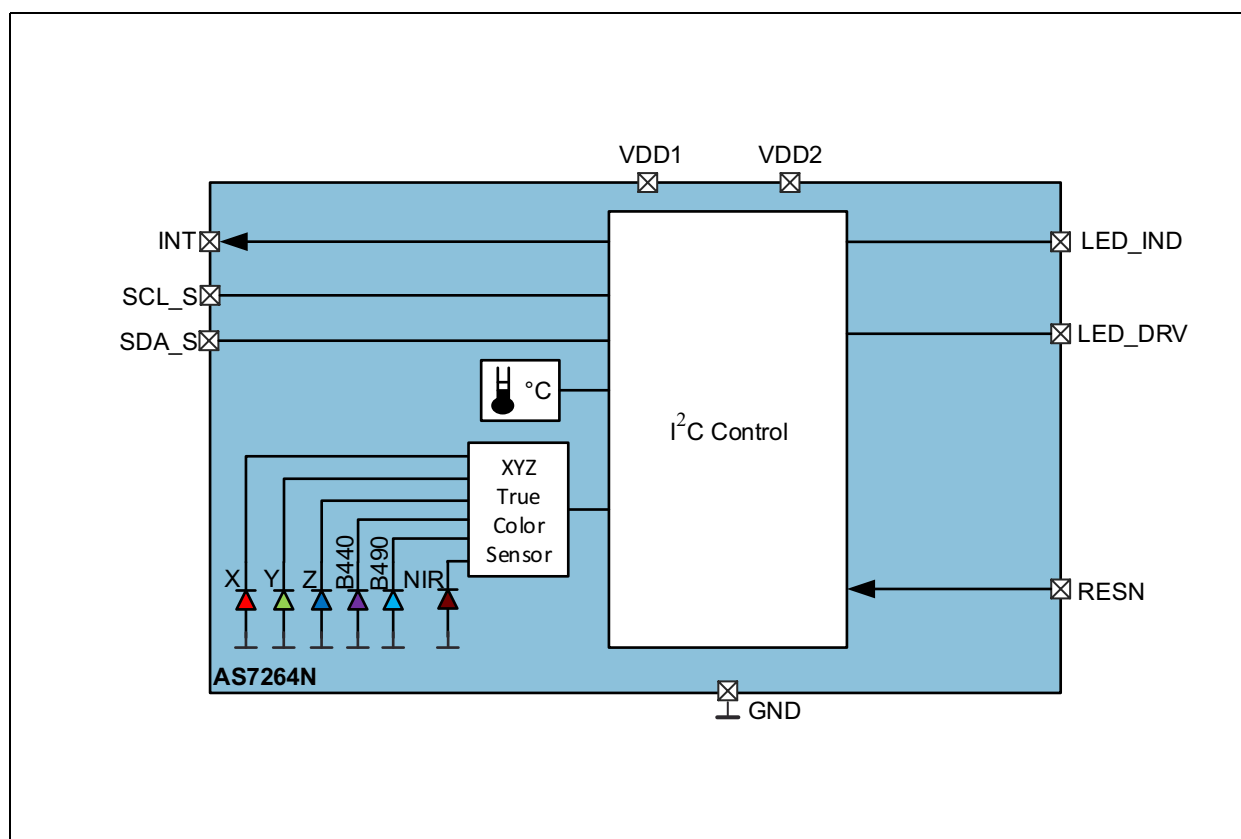 VDD1
VDD2
INT
LED_IND
SCL_S
SDA_S
LED_DRV
°C
I²C Control
XYZ
True
Color
Sensor
X
Y
Z
B440
B490
NIR
RESN
AS7264N
GND